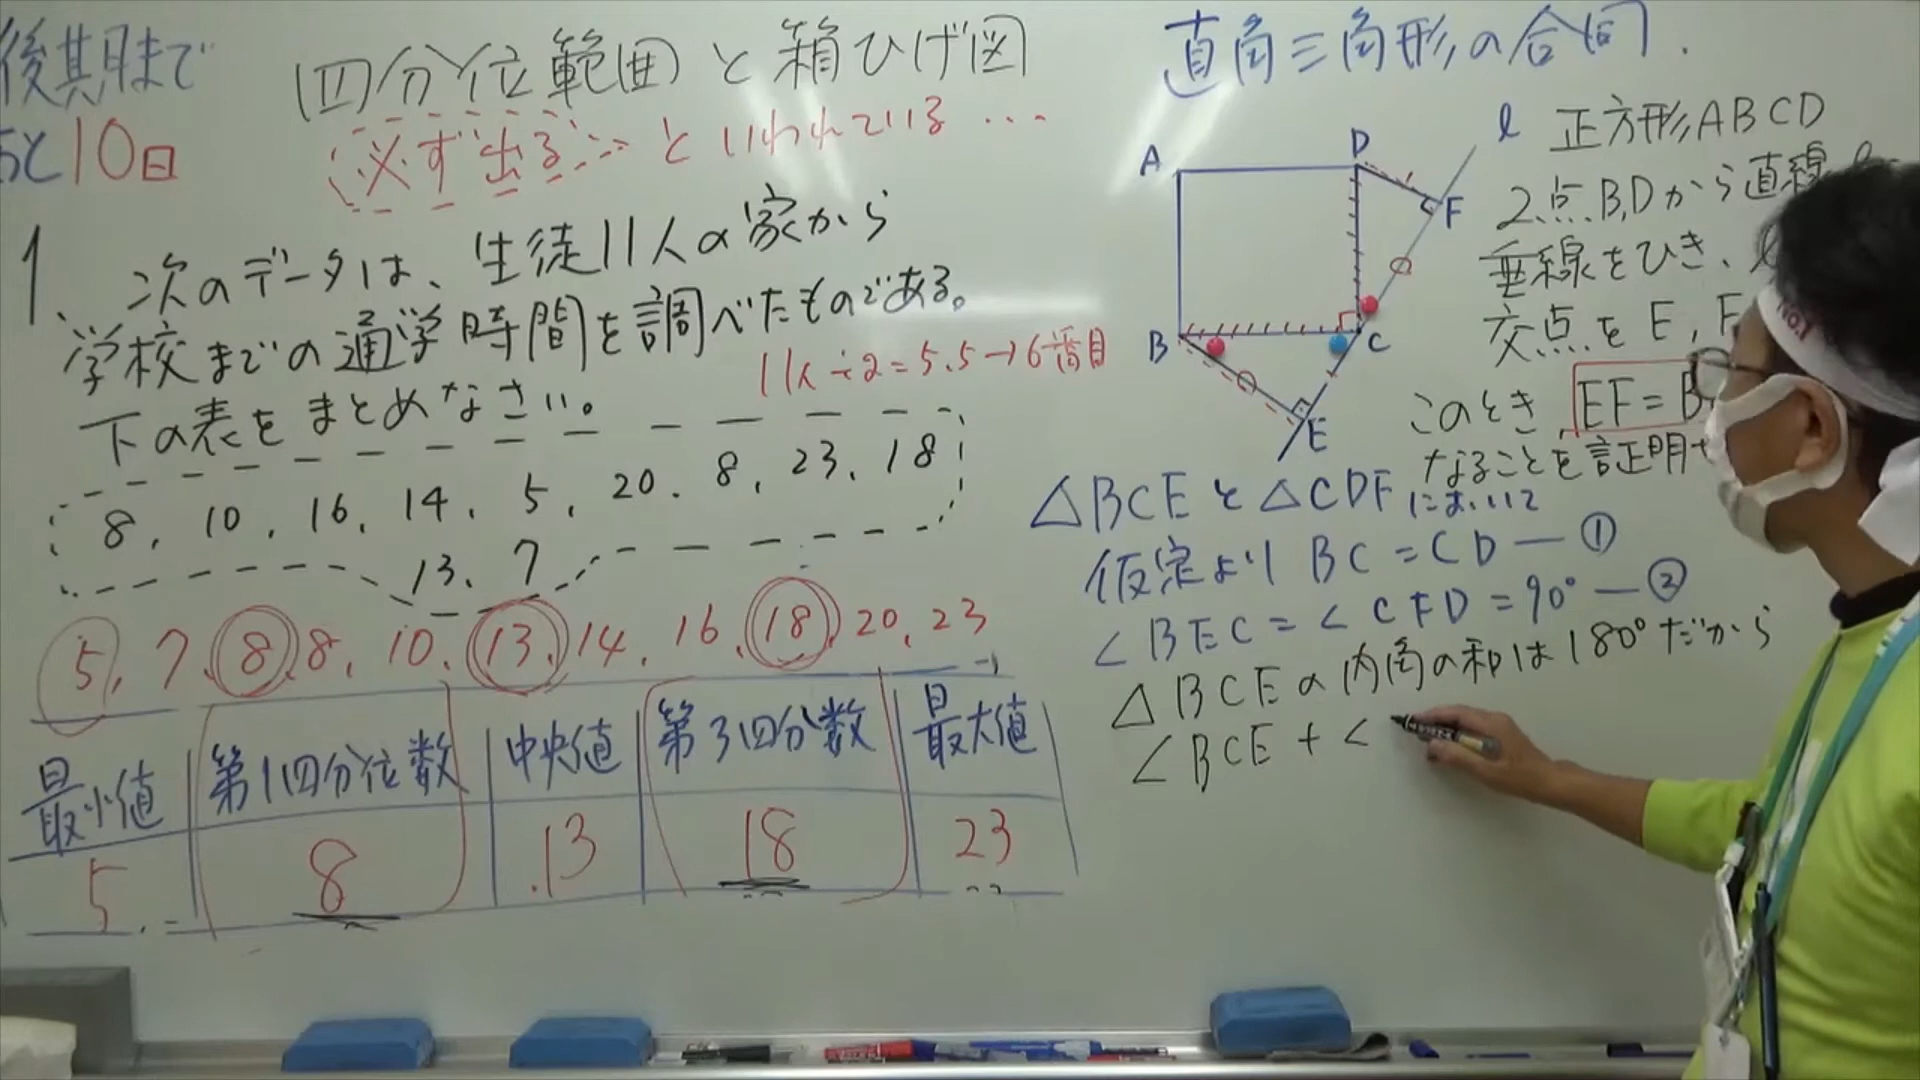 後期まで
あと10日
四分位範囲と箱ひげ図
必ず出る…といわれている…
1. 次のデータは、生徒11人の家から
学校までの通学時間を調べたものである。
下の表をまとめなさい。
11人÷2=5.5→6番目
8, 10, 16, 14, 5, 20, 8, 23, 18
13, 7
5, 7, 8, 8, 10, 13, 14, 16, 18, 20, 23
最小値 第1四分位数 中央値 第3四分数 最大値
5 8 13 18 23
直角三角形の合同.
A
D
l
F
B
C
E
正方形ABCD
2点B,Dから直線
垂線をひき、l
交点をE,F
このとき、EF=B
なることを証明せ
△BCEと△CDFにおいて
仮定より BC=CD—①
∠BEC=∠CFD=90°—②
△BCEの内角の和は180°だから
∠BCE+∠
No.1